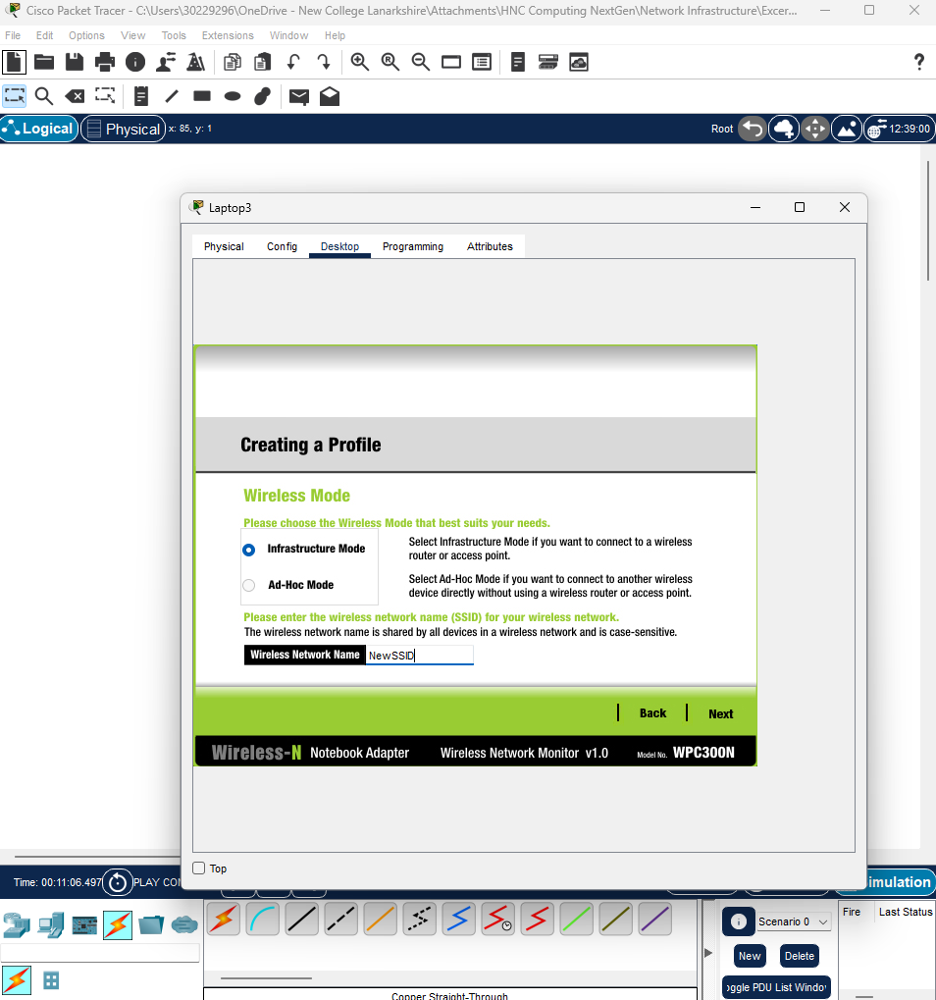 Cisco Packet Tracer - C:\Users\30229296\OneDrive - New College Lanarkshire\Attachments\HNC Computing NextGen\Network Infrastructure\Excer...
File Edit Options View Tools Extensions Window Help
?
Logical Physical x: 85, y: 1 Root 12:39:00
Laptop3
Physical Config Desktop Programming Attributes
Creating a Profile
Wireless Mode
Please choose the Wireless Mode that best suits your needs.
Infrastructure Mode
Select Infrastructure Mode if you want to connect to a wireless
router or access point.
Ad-Hoc Mode
Select Ad-Hoc Mode if you want to connect to another wireless
device directly without using a wireless router or access point.
Please enter the wireless network name (SSID) for your wireless network.
The wireless network name is shared by all devices in a wireless network and is case-sensitive.
Wireless Network Name NewSSID
Back Next
Wireless-N Notebook Adapter Wireless Network Monitor v1.0 Model No. WPC300N
Top
Time: 00:11:06.497 PLAY CON imulation
Scenario 0 Fire Last Status
New Delete
oggle PDU List Windo
Copper Straight-Through